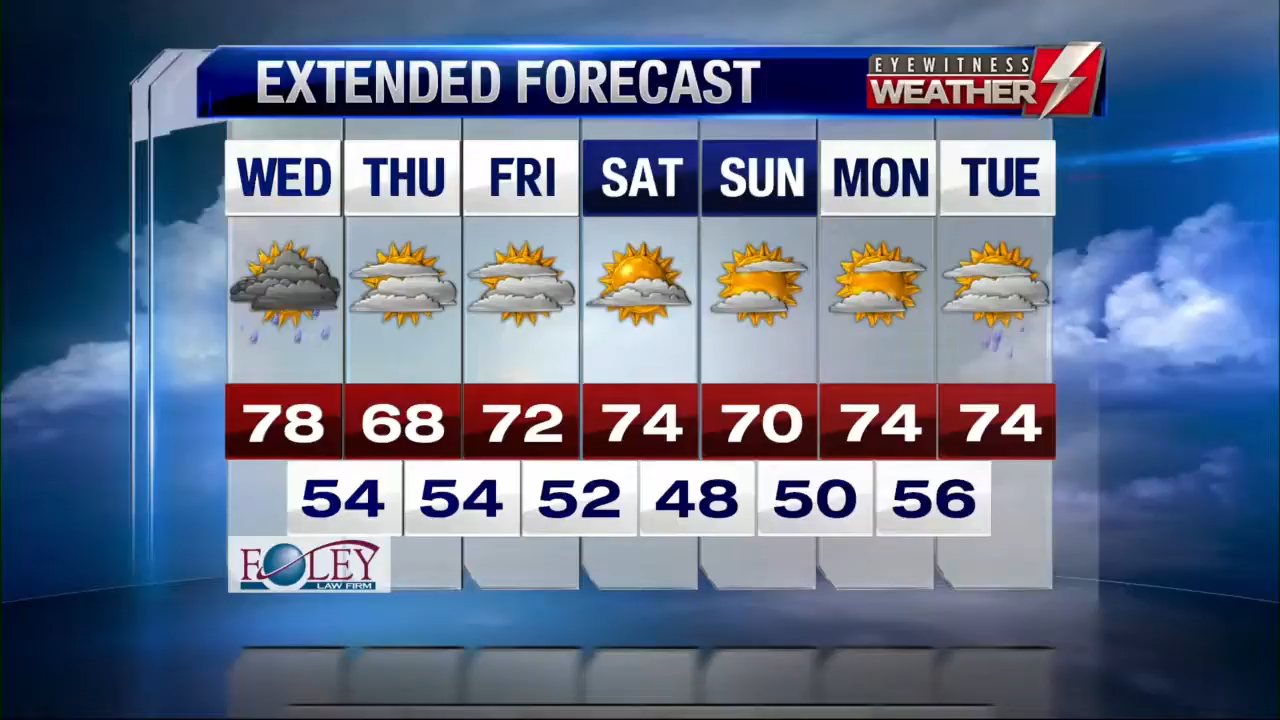 EXTENDED FORECAST
EYEWITNESS
WEATHER
WED THU FRI SAT SUN MON TUE
78 68 72 74 70 74 74
54 54 52 48 50 56
FOLEY
LAW FIRM